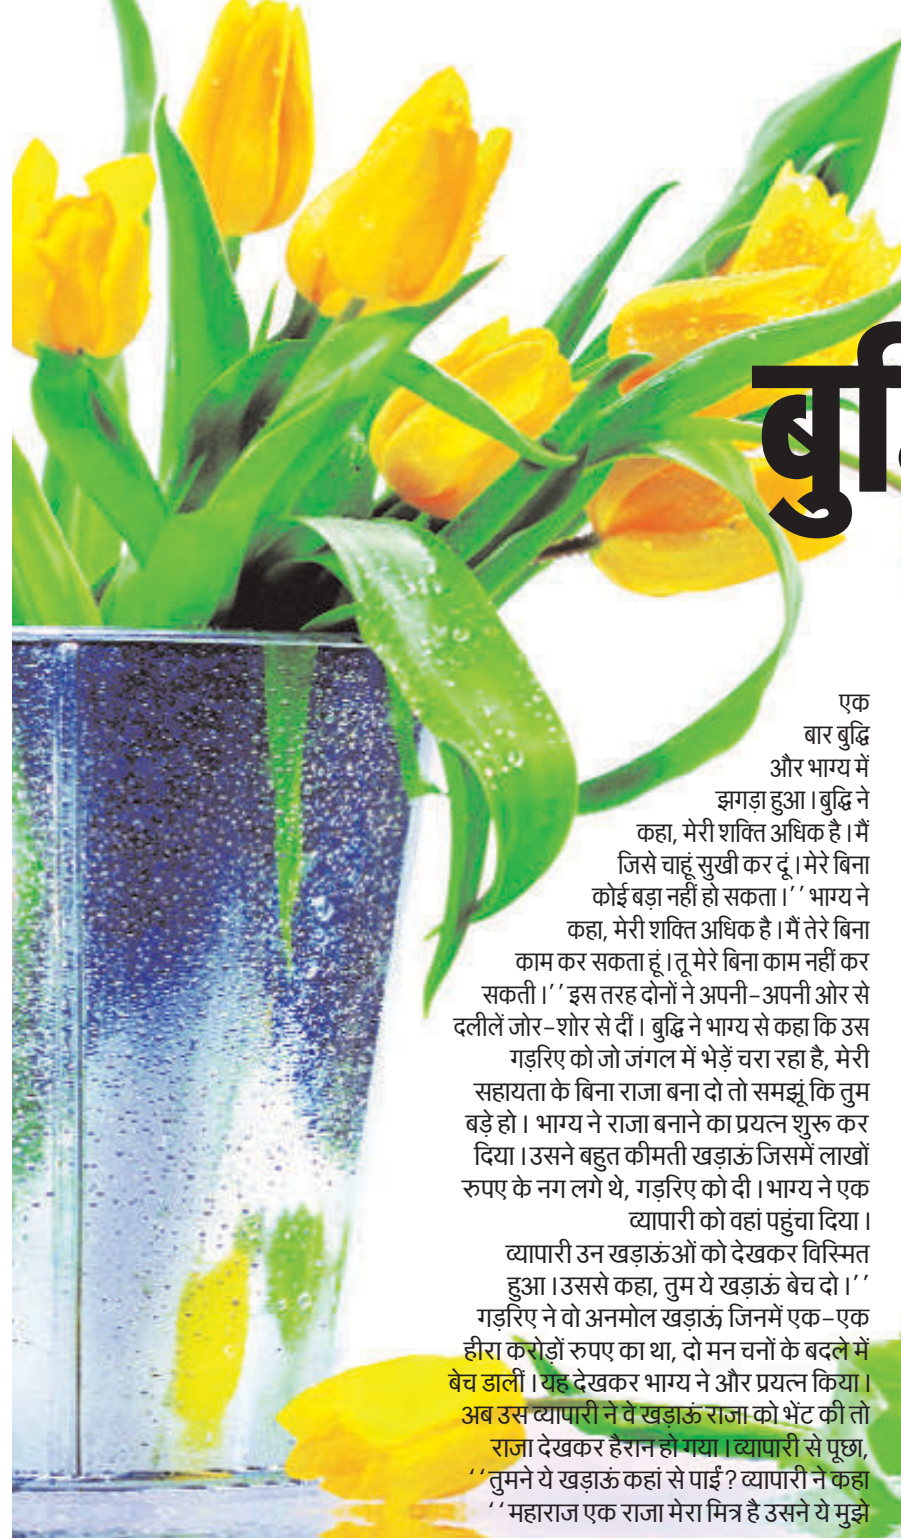 एक
बार बुद्धि
और भाग्य में
झगड़ा हुआ । बुद्धि ने
कहा, मेरी शक्ति अधिक है । मैं
जिसे चाहूं सुखी कर दूं । मेरे बिना
कोई बड़ा नहीं हो सकता ।’’ भाग्य ने
कहा, मेरी शक्ति अधिक है । मैं तेरे बिना
काम कर सकता हूं । तू मेरे बिना काम नहीं कर
सकती ।’’ इस तरह दोनों ने अपनी-अपनी ओर से
दलीलें जोर-शोर से दीं । बुद्धि ने भाग्य से कहा कि उस
गड़रिए को जो जंगल में भेड़ें चरा रहा है, मेरी
सहायता के बिना राजा बना दो तो समझूं कि तुम
बड़े हो । भाग्य ने राजा बनाने का प्रयत्न शुरू कर
दिया । उसने बहुत कीमती खड़ाऊं जिसमें लाखों
रुपए के नग लगे थे, गड़रिए को दी । भाग्य ने एक
व्यापारी को वहां पहुंचा दिया ।
व्यापारी उन खड़ाऊंओं को देखकर विस्मित
हुआ । उससे कहा, तुम ये खड़ाऊं बेच दो ।’’
गड़रिए ने वो अनमोल खड़ाऊं, जिनमें एक-एक
हीरा करोड़ों रुपए का था, दो मन चनों के बदले में
बेच डालीं । यह देखकर भाग्य ने और प्रयत्न किया ।
अब उस व्यापारी ने वे खड़ाऊं राजा को भेंट की तो
राजा देखकर हैरान हो गया । व्यापारी से पूछा,
‘‘तुमने ये खड़ाऊं कहां से पाईं ? व्यापारी ने कहा
‘‘महाराज एक राजा मेरा मित्र है उसने ये मुझे